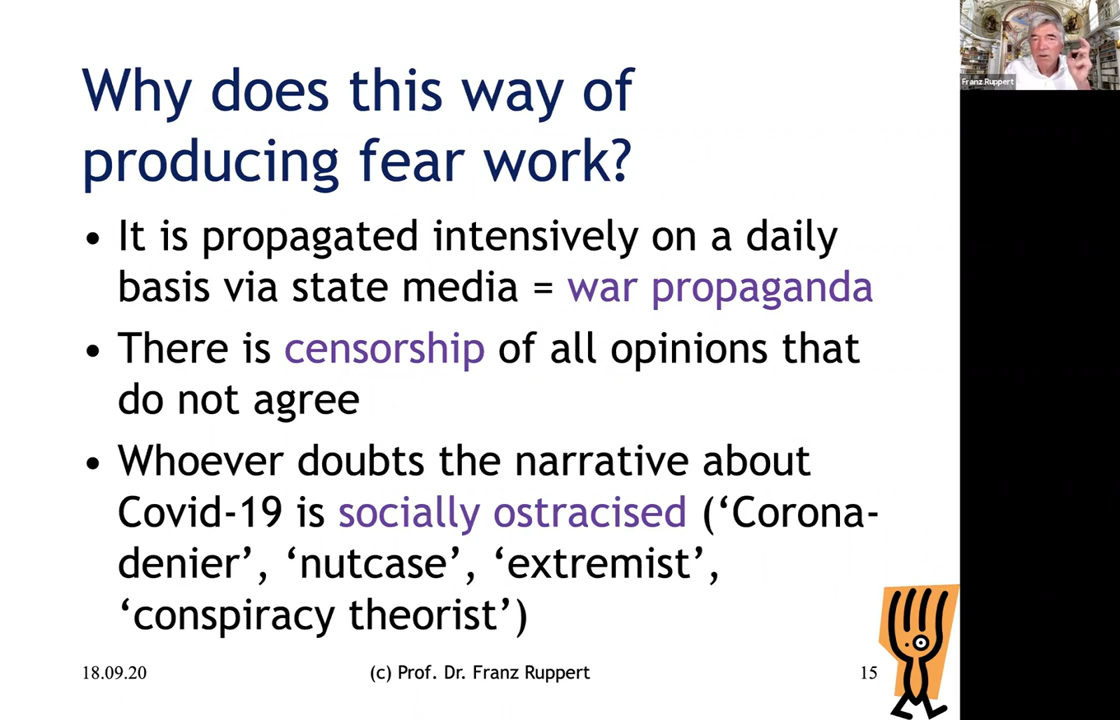 Why does this way of
producing fear work?
• It is propagated intensively on a daily
basis via state media = war propaganda
• There is censorship of all opinions that
do not agree
• Whoever doubts the narrative about
Covid-19 is socially ostracised (‘Corona-
denier’, ‘nutcase’, ‘extremist’,
‘conspiracy theorist’)
18.09.20
(c) Prof. Dr. Franz Ruppert
15
Franz Ruppert